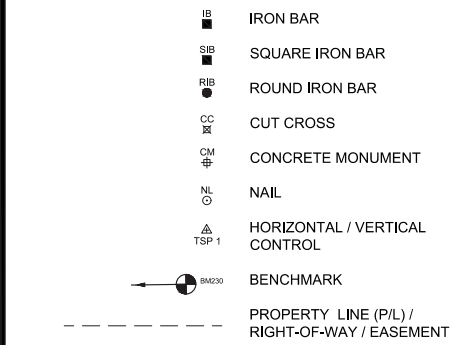 IB
IRON BAR
SIB
SQUARE IRON BAR
RIB
ROUND IRON BAR
CC
CUT CROSS
CM
CONCRETE MONUMENT
NL
NAIL
TSP 1
HORIZONTAL / VERTICAL
CONTROL
BM230
BENCHMARK
PROPERTY LINE (P/L) /
RIGHT-OF-WAY / EASEMENT